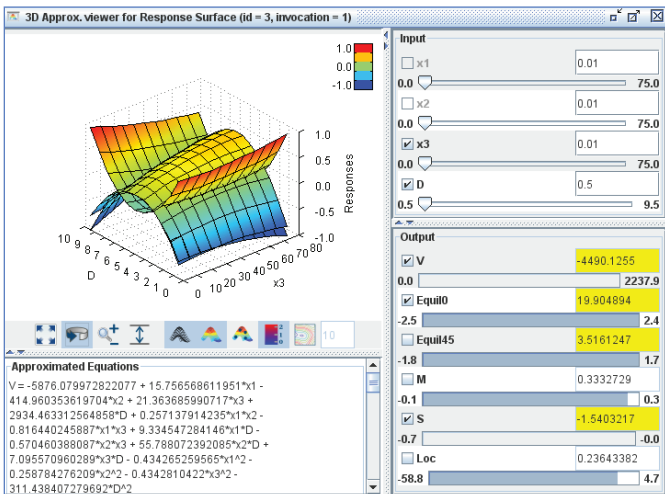 3D Approx. viewer for Response Surface (id = 3, invocation = 1)
1.0
0.0
-1.0
1.0
0.5
0.0
-0.5
-1.0
Responses
10 9 8 7 6 5 4 3 2 1 0
D
0 10 20 30 40 50 60 70 80
x3
10
Approximated Equations
V = -5876.079972822077 + 15.756568611951*x1 -
414.960353619704*x2 + 21.363685990717*x3 +
2934.463312564858*D + 0.257137914235*x1*x2 -
0.816440245887*x1*x3 + 9.334547284146*x1*D -
0.570460388087*x2*x3 + 55.788072392085*x2*D +
7.095570960289*x3*D - 0.434265259565*x1^2 -
0.258784276209*x2^2 - 0.4342810422*x3^2 -
311.438407279692*D^2
Input
x1 0.01
0.0 75.0
x2 0.01
0.0 75.0
x3 0.01
0.0 75.0
D 0.5
0.5 9.5
Output
V -4490.1255
0.0 2237.9
Equil0 19.904894
-2.5 2.4
Equil45 3.5161247
-1.8 1.7
M 0.3332729
-0.1 0.3
S -1.5403217
-0.7 -0.0
Loc 0.23643382
-58.8 4.7